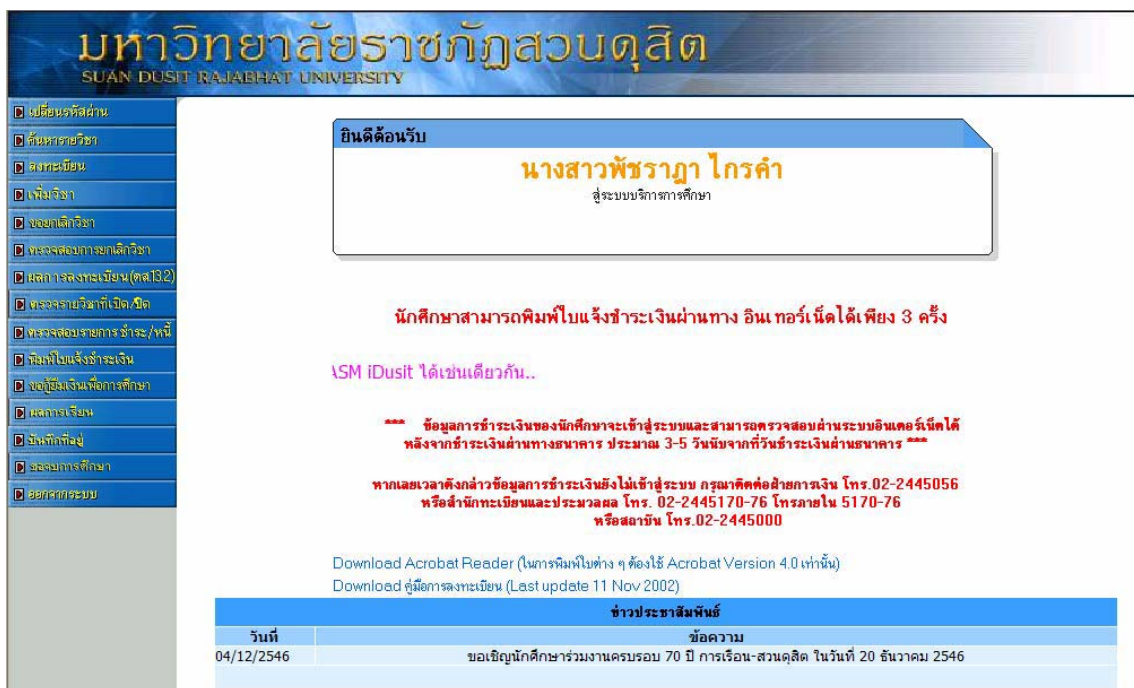 มหาวิทยาลัยราชภัฏสวนดุสิต
SUAN DUSIT RAJABHAT UNIVERSITY
เปลี่ยนรหัสผ่าน
ค้นหารายวิชา
ลงทะเบียน
เพิ่มวิชา
ขอยกเลิกวิชา
ตรวจสอบการยกเลิกวิชา
ผลการลงทะเบียน(ทส.13.2)
ตรวจรายวิชาที่เปิด/ปิด
ตรวจสอบรายการชำระ/หนี้
พิมพ์ใบแจ้งชำระเงิน
ขอกู้ยืมเงินเพื่อการศึกษา
ผลการเรียน
บันทึกที่อยู่
ขอจบการศึกษา
ออกจากระบบ
ยินดีต้อนรับ
นางสาวพัชราฎา ไกรคำ
สู่ระบบบริการการศึกษา
นักศึกษาสามารถพิมพ์ใบแจ้งชำระเงินผ่านทาง อินเทอร์เน็ตได้เพียง 3 ครั้ง
ASM iDusit ได้เช่นเดียวกัน..
*** ข้อมูลการชำระเงินของนักศึกษาจะเข้าสู่ระบบและสามารถตรวจสอบผ่านระบบอินเตอร์เน็ตได้
หลังจากชำระเงินผ่านทางธนาคาร ประมาณ 3-5 วันนับจากที่วันชำระเงินผ่านธนาคาร ***
หากเลยเวลาดังกล่าวข้อมูลการชำระเงินยังไม่เข้าสู่ระบบ กรุณาติดต่อฝ่ายการเงิน โทร.02-2445056
หรือสำนักทะเบียนและประมวลผล โทร. 02-2445170-76 โทรภายใน 5170-76
หรือสถาบัน โทร.02-2445000
Download Acrobat Reader (ในการพิมพ์ใบต่าง ๆ ต้องใช้ Acrobat Version 4.0 เท่านั้น)
Download คู่มือการลงทะเบียน (Last update 11 Nov 2002)
ข่าวประชาสัมพันธ์
วันที่ ข้อความ
04/12/2546 ขอเชิญนักศึกษาร่วมงานครบรอบ 70 ปี การเรือน-สวนดุสิต ในวันที่ 20 ธันวาคม 2546